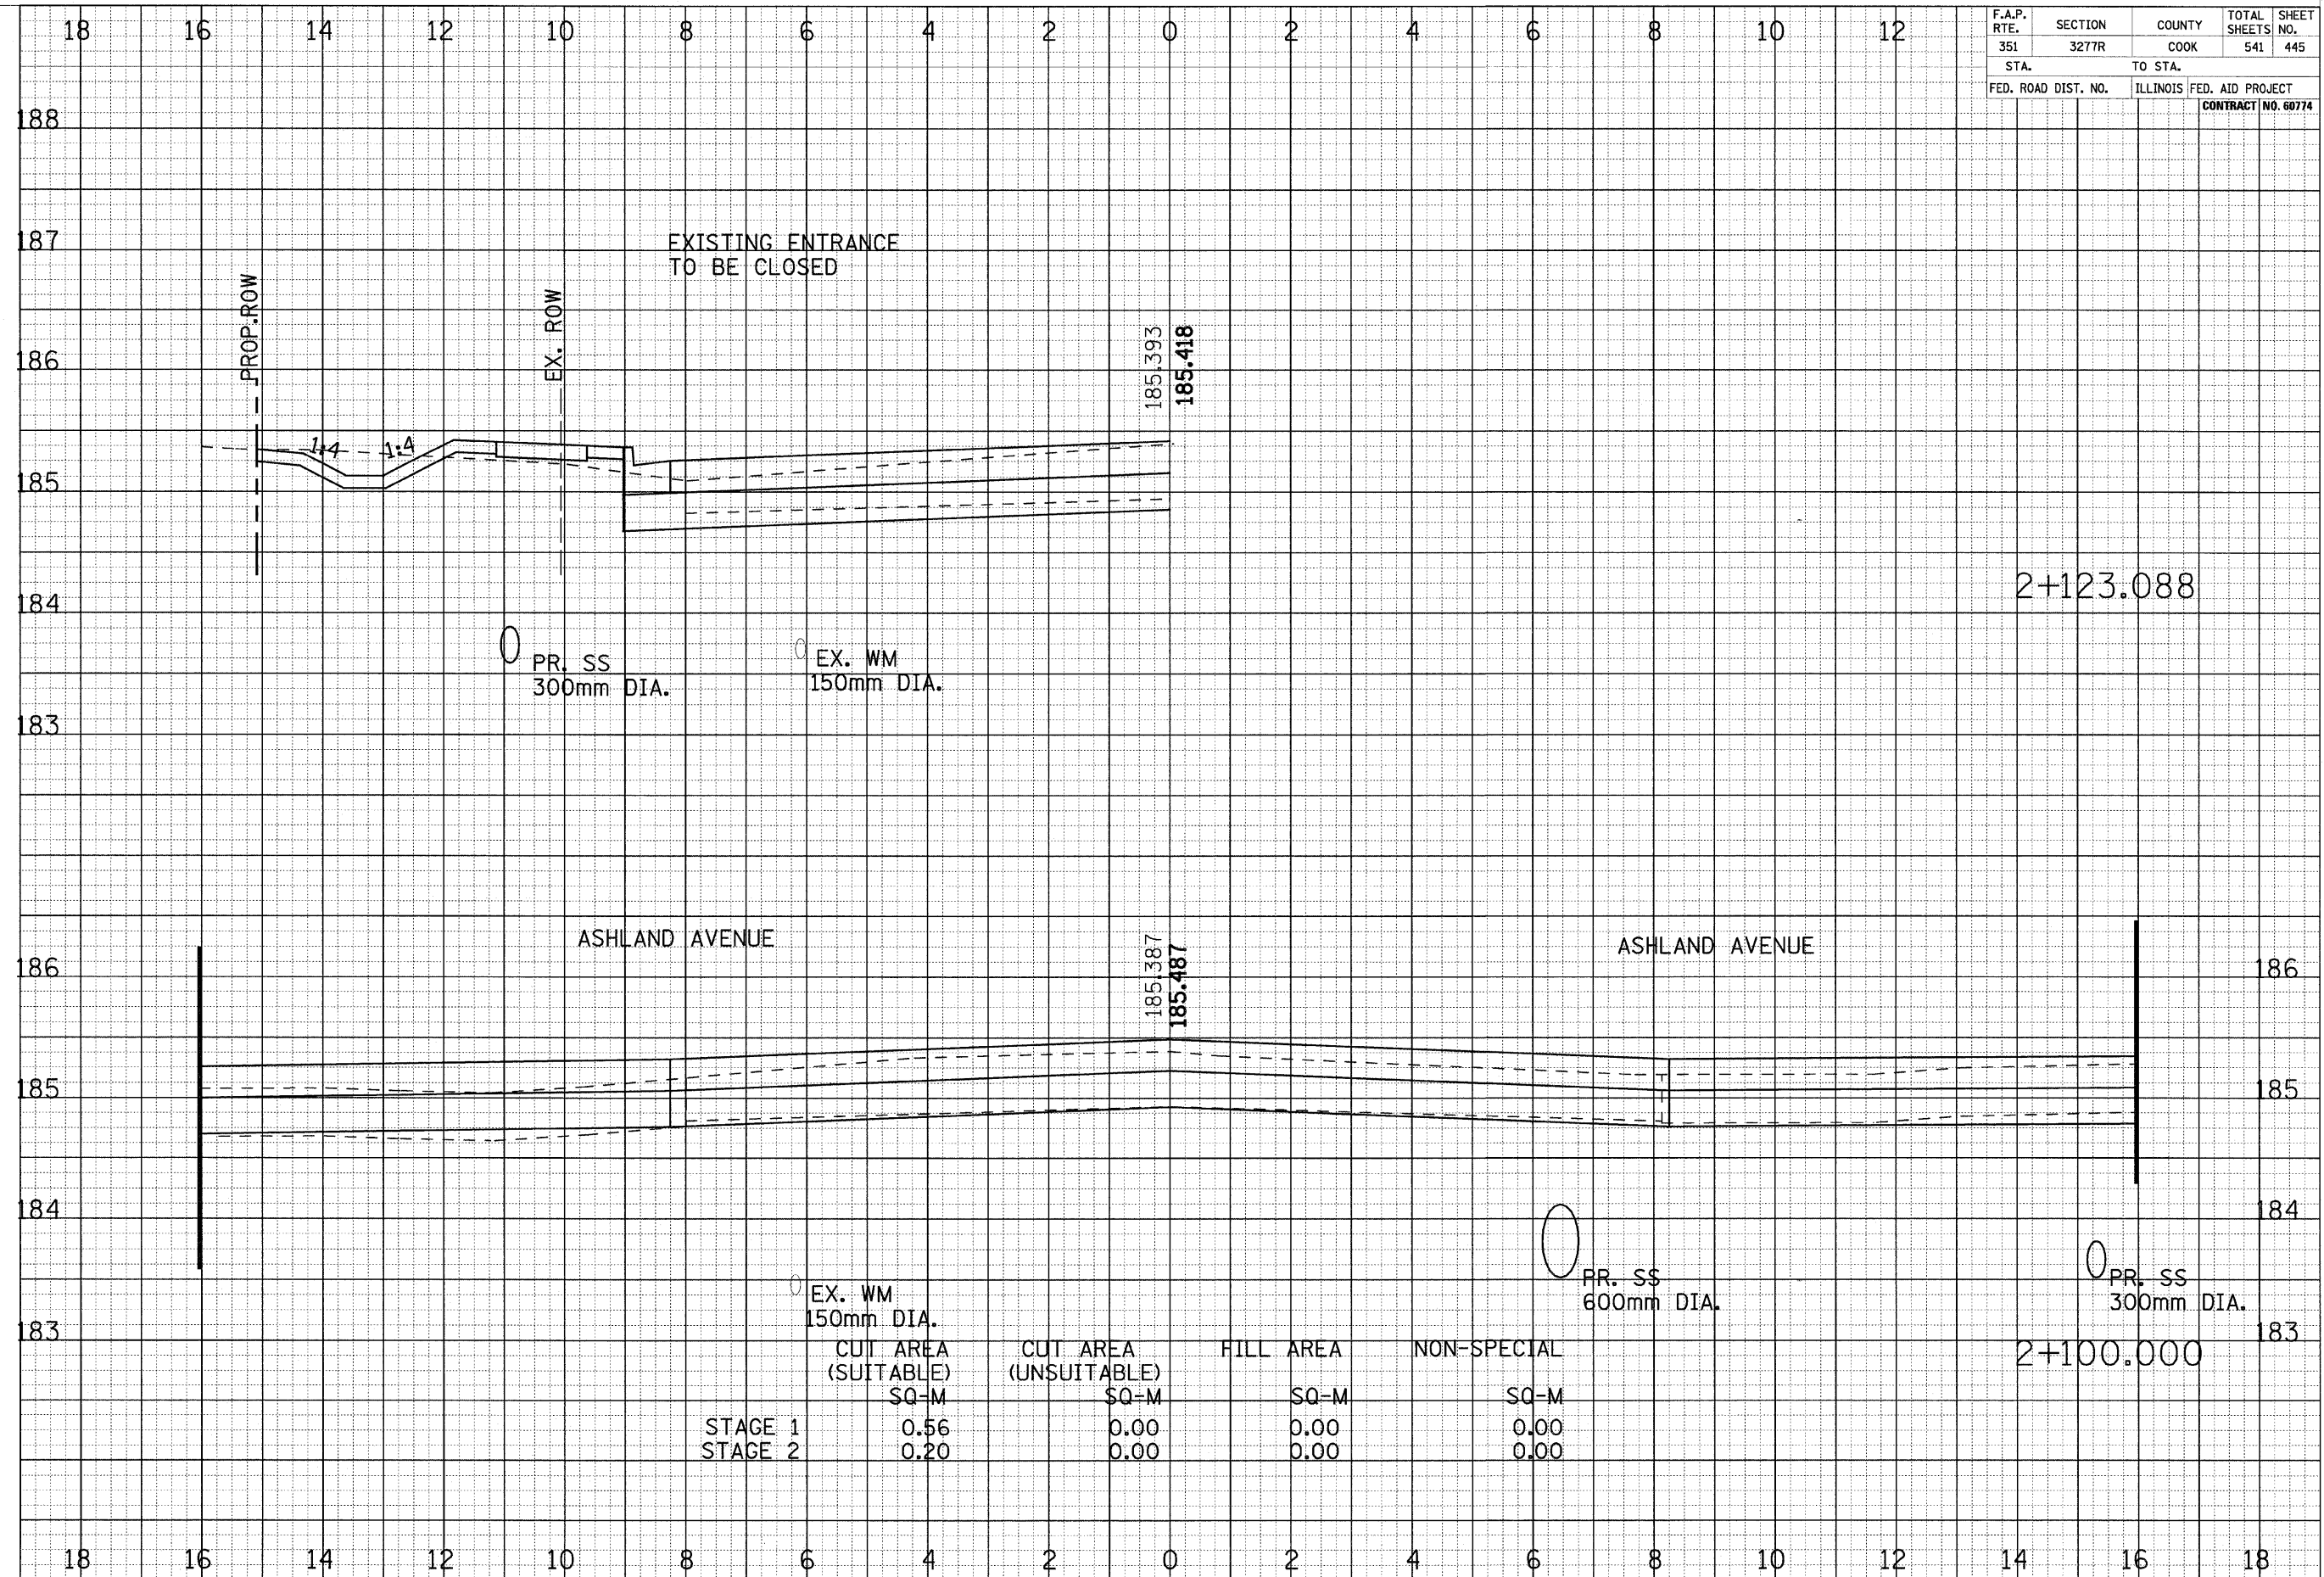 18 16 14 12 10 8 6 4 2 0 2 4 6 8 10 12
F.A.P. RTE. SECTION COUNTY TOTAL SHEETS SHEET NO.
351 3277R COOK 541 445
STA. TO STA.
FED. ROAD DIST. NO. ILLINOIS FED. AID PROJECT
CONTRACT NO. 60774
188
187
EXISTING ENTRANCE
TO BE CLOSED
PROP.ROW
EX. ROW
185.393
185.418
186
1:4
1:4
185
2+123.088
184
PR. SS
300mm DIA.
EX. WM
150mm DIA.
183
ASHLAND AVENUE
185.387
185.487
ASHLAND AVENUE
186 186
185 185
184 184
EX. WM
150mm DIA.
PR. SS
600mm DIA.
PR. SS
300mm DIA.
183 183
2+100.000
CUT AREA CUT AREA FILL AREA NON-SPECIAL
(SUITABLE) (UNSUITABLE)
SQ-M SQ-M SQ-M SQ-M
STAGE 1 0.56 0.00 0.00 0.00
STAGE 2 0.20 0.00 0.00 0.00
18 16 14 12 10 8 6 4 2 0 2 4 6 8 10 12 14 16 18